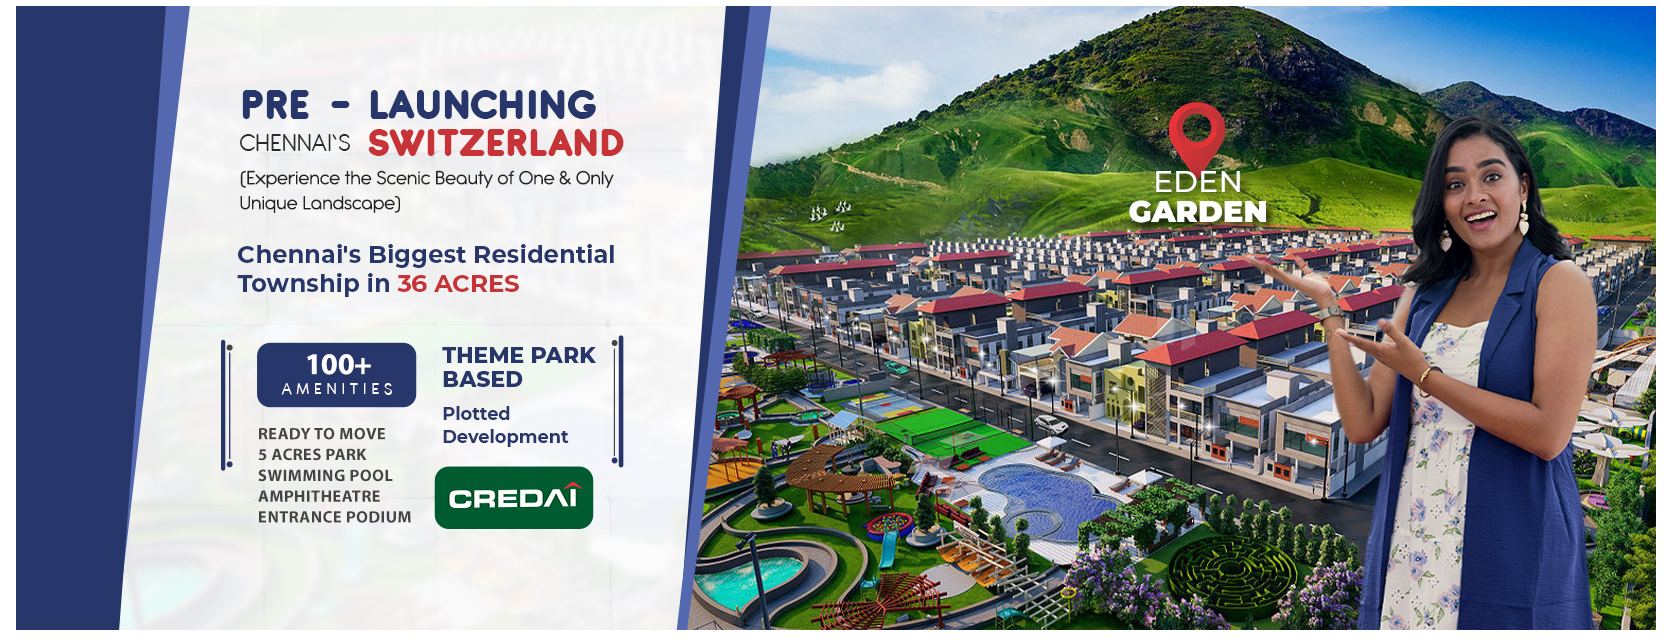 PRE - LAUNCHING
CHENNAI`S SWITZERLAND
(Experience the Scenic Beauty of One & Only
Unique Landscape)
Chennai's Biggest Residential
Township in 36 ACRES
100+
AMENITIES
READY TO MOVE
5 ACRES PARK
SWIMMING POOL
AMPHITHEATRE
ENTRANCE PODIUM
THEME PARK
BASED
Plotted
Development
CREDAI
EDEN
GARDEN